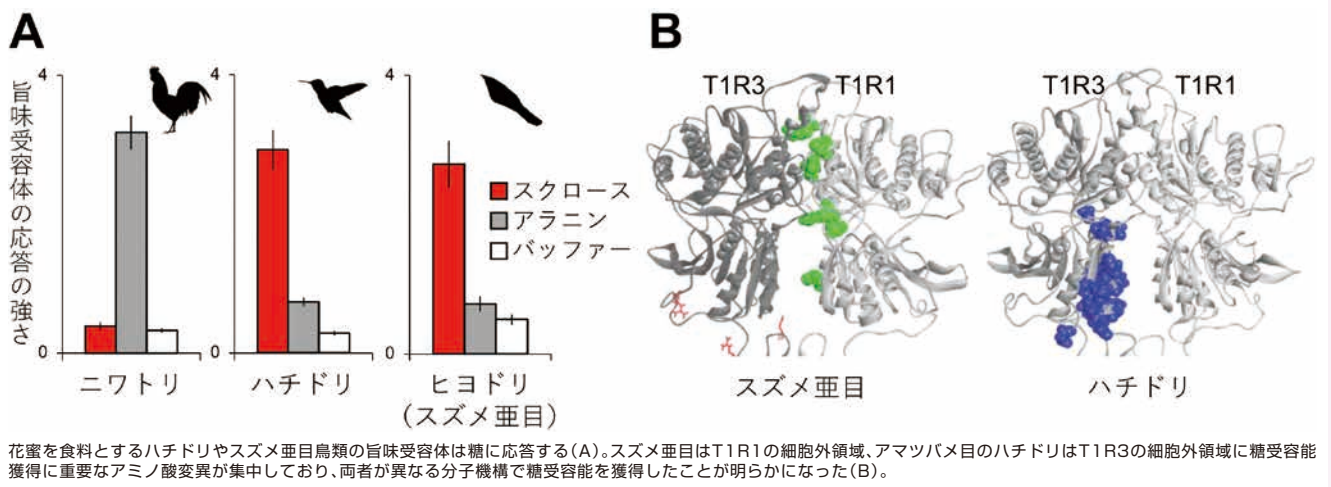 A
B
旨味受容体の応答の強さ
4
0
ニワトリ
4
0
ハチドリ
4
0
ヒヨドリ
(スズメ亜目)
スクロース
アラニン
バッファー
T1R3
T1R1
スズメ亜目
T1R3
T1R1
ハチドリ
花蜜を食料とするハチドリやスズメ亜目鳥類の旨味受容体は糖に応答する(A)。スズメ亜目はT1R1の細胞外領域、アマツバメ目のハチドリはT1R3の細胞外領域に糖受容能
獲得に重要なアミノ酸変異が集中しており、両者が異なる分子機構で糖受容能を獲得したことが明らかになった(B)。